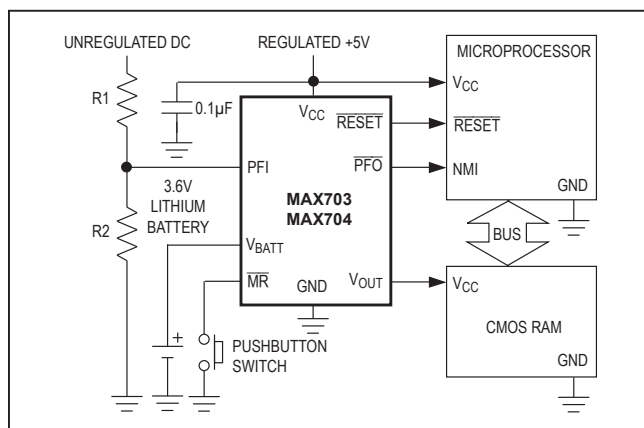 UNREGULATED DC
REGULATED +5V
MICROPROCESSOR
R1
0.1µF
VCC
VCC
RESET
RESET
PFI
PFO
NMI
MAX703
MAX704
GND
3.6V
LITHIUM
BATTERY
R2
BUS
VBATT
MR
GND
VOUT
VCC
CMOS RAM
+
PUSHBUTTON
SWITCH
GND